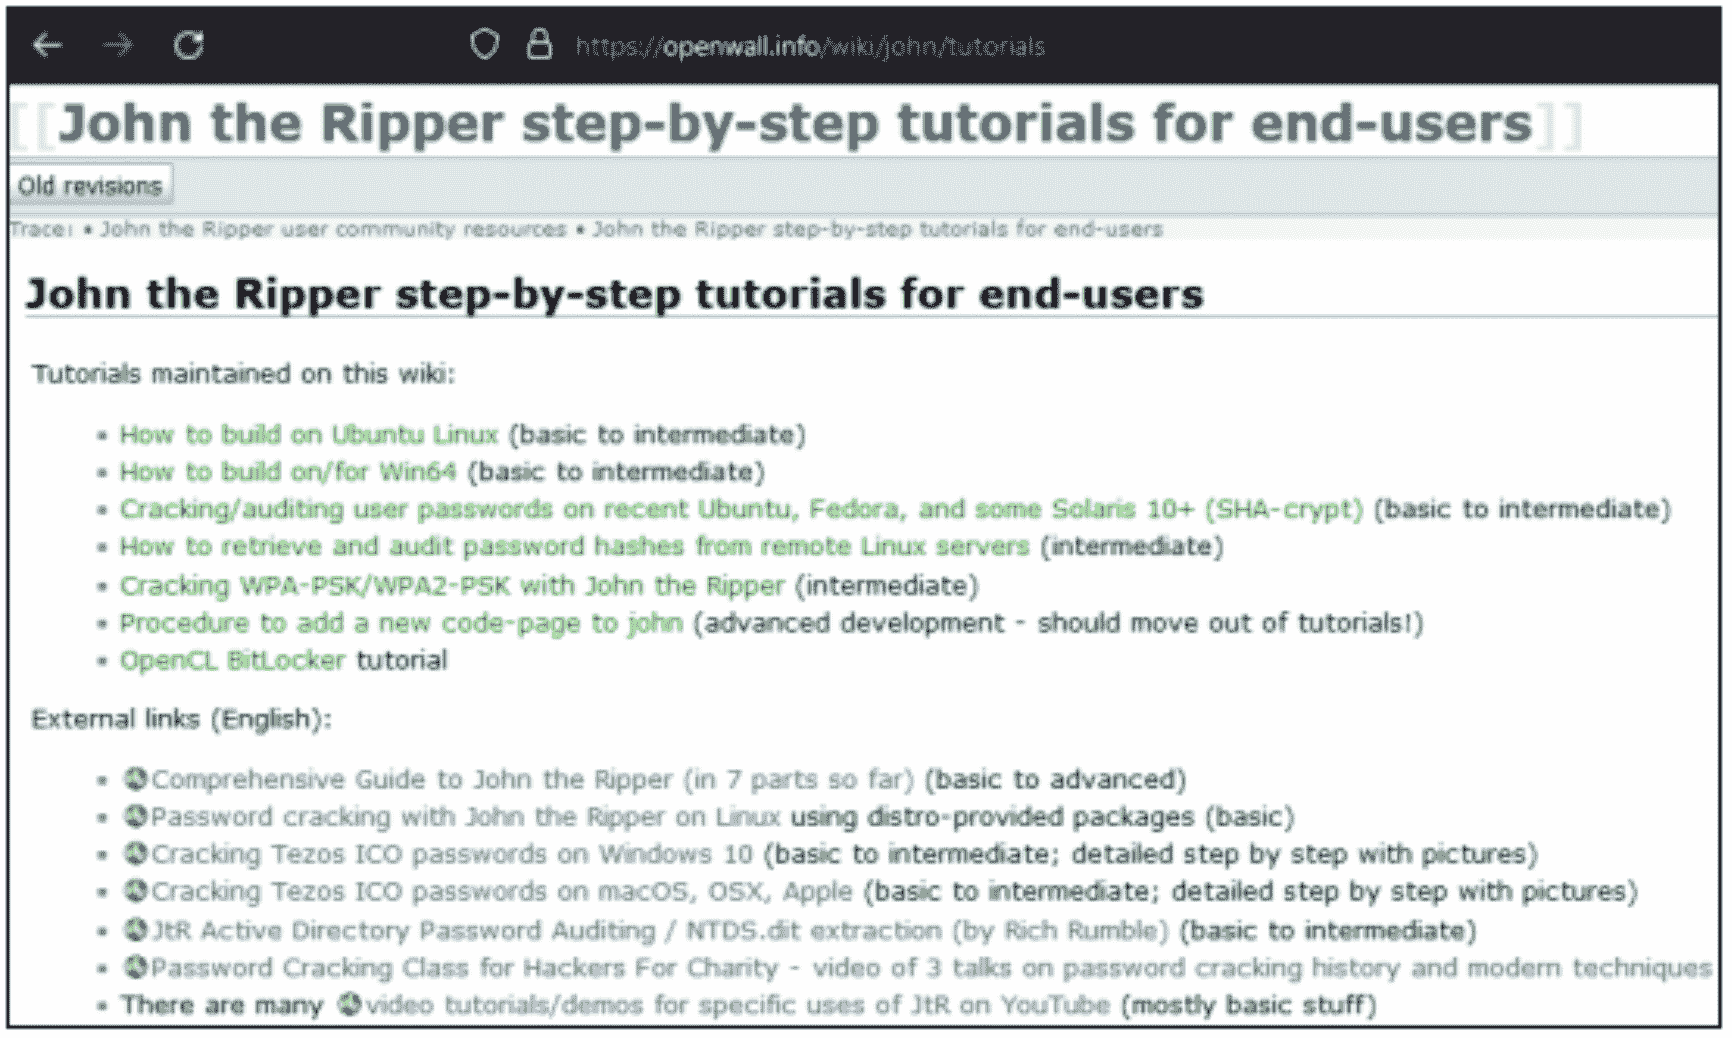 https://openwall.info/wiki/john/tutorials
[[John the Ripper step-by-step tutorials for end-users]]
Old revisions
Trace: • John the Ripper user community resources • John the Ripper step-by-step tutorials for end-users
John the Ripper step-by-step tutorials for end-users
Tutorials maintained on this wiki:
▪ How to build on Ubuntu Linux (basic to intermediate)
▪ How to build on/for Win64 (basic to intermediate)
▪ Cracking/auditing user passwords on recent Ubuntu, Fedora, and some Solaris 10+ (SHA-crypt) (basic to intermediate)
▪ How to retrieve and audit password hashes from remote Linux servers (intermediate)
▪ Cracking WPA-PSK/WPA2-PSK with John the Ripper (intermediate)
▪ Procedure to add a new code-page to john (advanced development - should move out of tutorials!)
▪ OpenCL BitLocker tutorial
External links (English):
▪ Comprehensive Guide to John the Ripper (in 7 parts so far) (basic to advanced)
▪ Password cracking with John the Ripper on Linux using distro-provided packages (basic)
▪ Cracking Tezos ICO passwords on Windows 10 (basic to intermediate; detailed step by step with pictures)
▪ Cracking Tezos ICO passwords on macOS, OSX, Apple (basic to intermediate; detailed step by step with pictures)
▪ JtR Active Directory Password Auditing / NTDS.dit extraction (by Rich Rumble) (basic to intermediate)
▪ Password Cracking Class for Hackers For Charity - video of 3 talks on password cracking history and modern techniques
▪ There are many video tutorials/demos for specific uses of JtR on YouTube (mostly basic stuff)